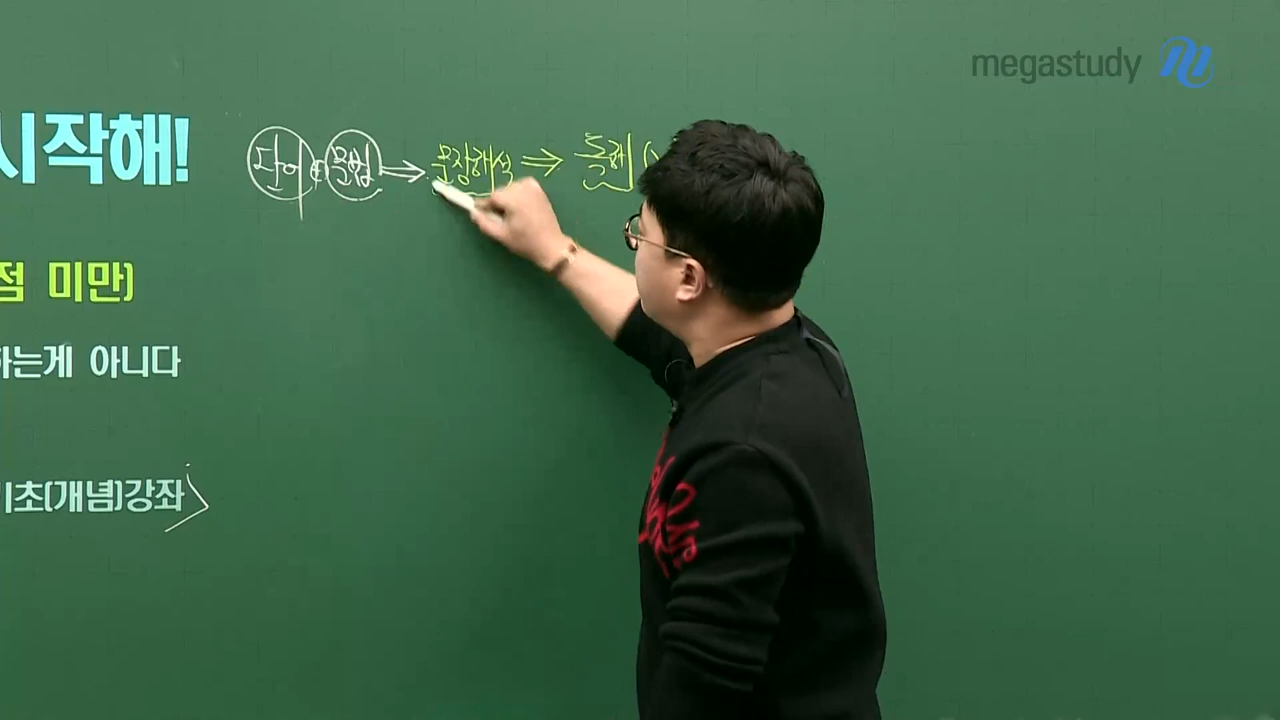 megastudy
시작해!
단어 + 문법 ⇒ 문장해석 ⇒ 독해
점 미만)
하는게 아니다
기초(개념)강좌 >